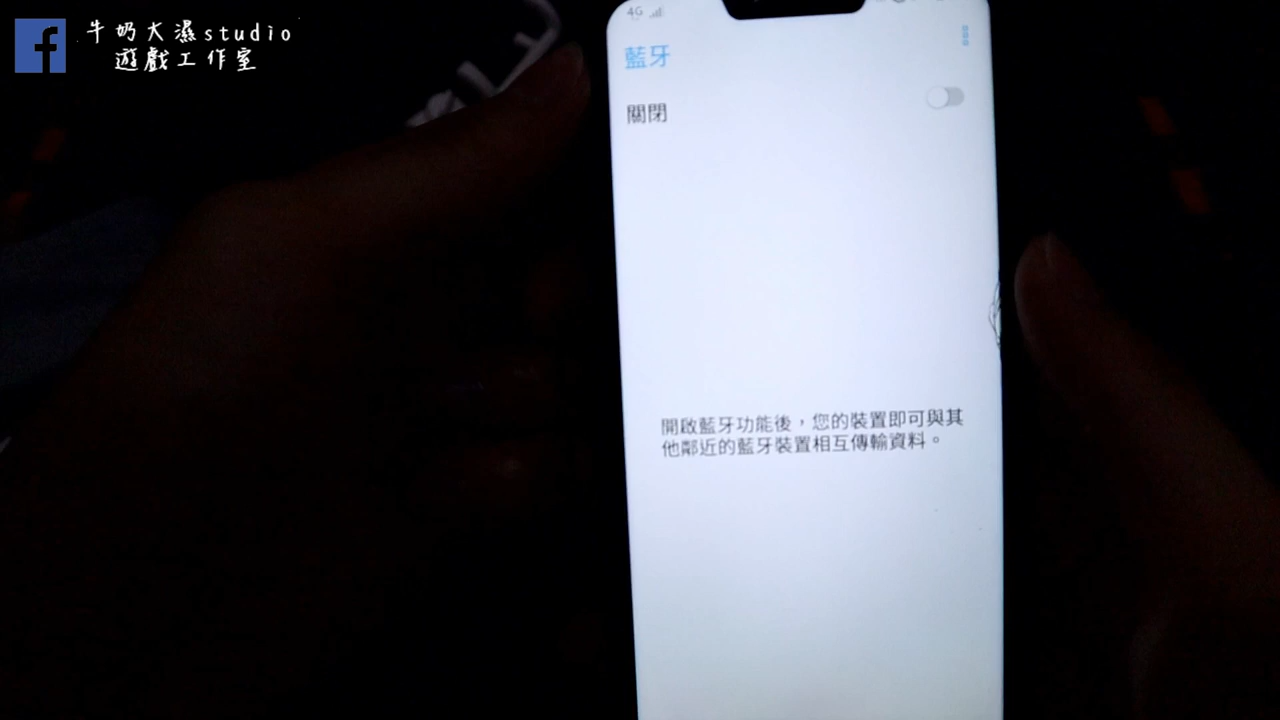 牛奶大濕studio
遊戲工作室
4G
藍牙
關閉
開啟藍牙功能後，您的裝置即可與其
他鄰近的藍牙裝置相互傳輸資料。